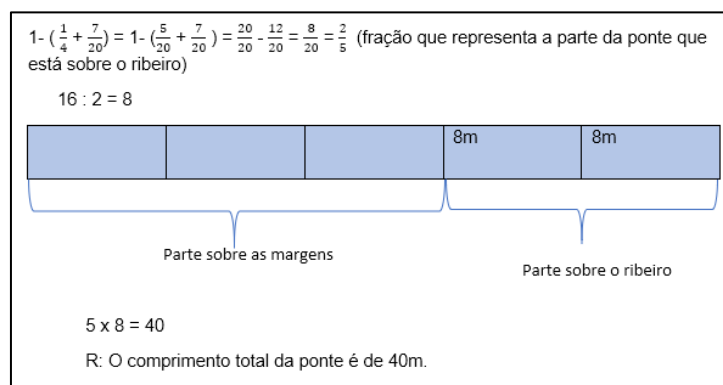 1- ( 1/4 + 7/20) = 1- (5/20 + 7/20 ) = 20/20 - 12/20 = 8/20 = 2/5 (fração que representa a parte da ponte que
está sobre o ribeiro)
16 : 2 = 8
8m 8m
Parte sobre as margens
Parte sobre o ribeiro
5 x 8 = 40
R: O comprimento total da ponte é de 40m.